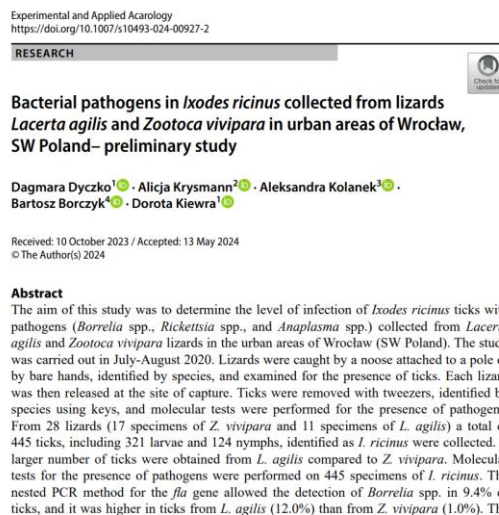 Experimental and Applied Acarology
https://doi.org/10.1007/s10493-024-00927-2
RESEARCH
Check for
updates
Bacterial pathogens in Ixodes ricinus collected from lizards
Lacerta agilis and Zootoca vivipara in urban areas of Wrocław,
SW Poland– preliminary study
Dagmara Dyczko1 · Alicja Krysmann2 · Aleksandra Kolanek3 ·
Bartosz Borczyk4 · Dorota Kiewra1
Received: 10 October 2023 / Accepted: 13 May 2024
© The Author(s) 2024
Abstract
The aim of this study was to determine the level of infection of Ixodes ricinus ticks
pathogens (Borrelia spp., Rickettsia spp., and Anaplasma spp.) collected from
agilis and Zootoca vivipara lizards in the urban areas of Wrocław (SW Poland). The
was carried out in July-August 2020. Lizards were caught by a noose attached to a pole
by bare hands, identified by species, and examined for the presence of ticks. Each
was then released at the site of capture. Ticks were removed with tweezers, identified
species using keys, and molecular tests were performed for the presence of
From 28 lizards (17 specimens of Z. vivipara and 11 specimens of L. agilis) a total
445 ticks, including 321 larvae and 124 nymphs, identified as I. ricinus were collected.
larger number of ticks were obtained from L. agilis compared to Z. vivipara.
tests for the presence of pathogens were performed on 445 specimens of I. ricinus.
nested PCR method for the fla gene allowed the detection of Borrelia spp. in 9.4%
ticks, and it was higher in ticks from L. agilis (12.0%) than from Z. vivipara (1.0%).